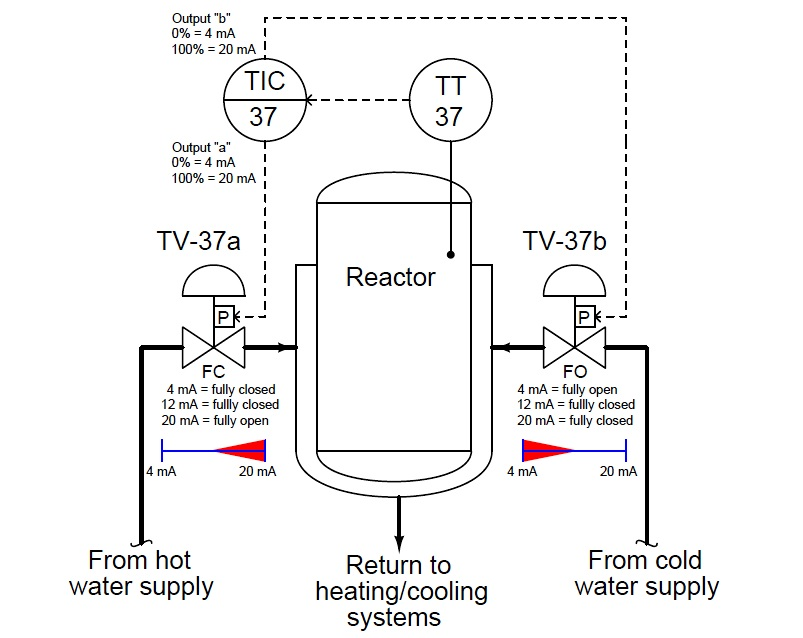 Output "b"
0% = 4 mA
100% = 20 mA
TIC
37
TT
37
Output "a"
0% = 4 mA
100% = 20 mA
TV-37a
TV-37b
Reactor
P
P
FC
4 mA = fully closed
12 mA = fullly closed
20 mA = fully open
FO
4 mA = fully open
12 mA = fullly closed
20 mA = fully closed
4 mA
20 mA
4 mA
20 mA
From hot
water supply
Return to
heating/cooling
systems
From cold
water supply